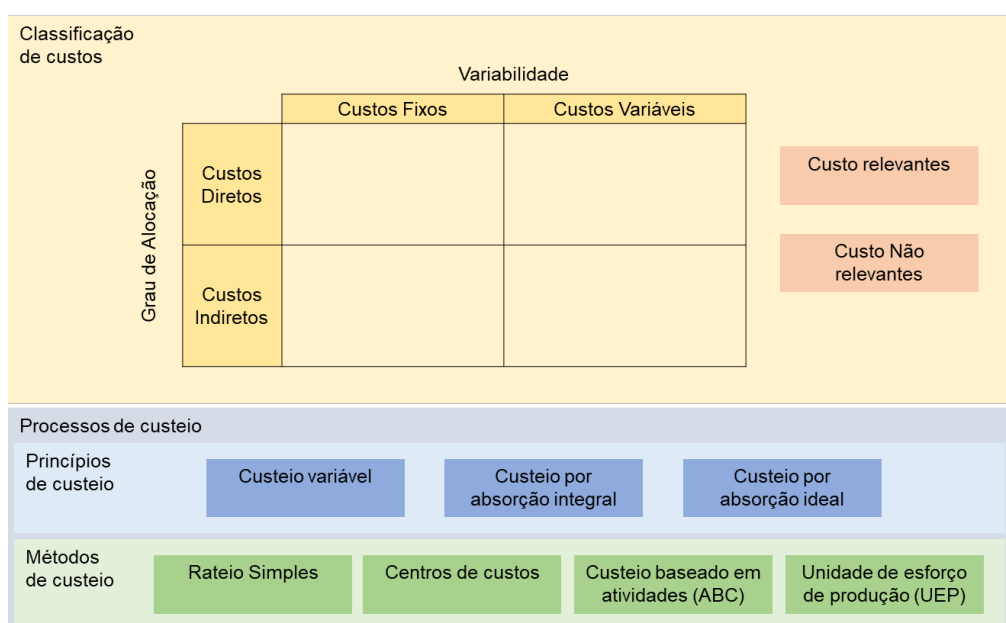 Classificação
de custos
Variabilidade
Custos Fixos
Custos Variáveis
Grau de Alocação
Custos
Diretos
Custos
Indiretos
Custo relevantes
Custo Não
relevantes
Processos de custeio
Princípios
de custeio
Custeio variável
Custeio por
absorção integral
Custeio por
absorção ideal
Métodos
de custeio
Rateio Simples
Centros de custos
Custeio baseado em
atividades (ABC)
Unidade de esforço
de produção (UEP)